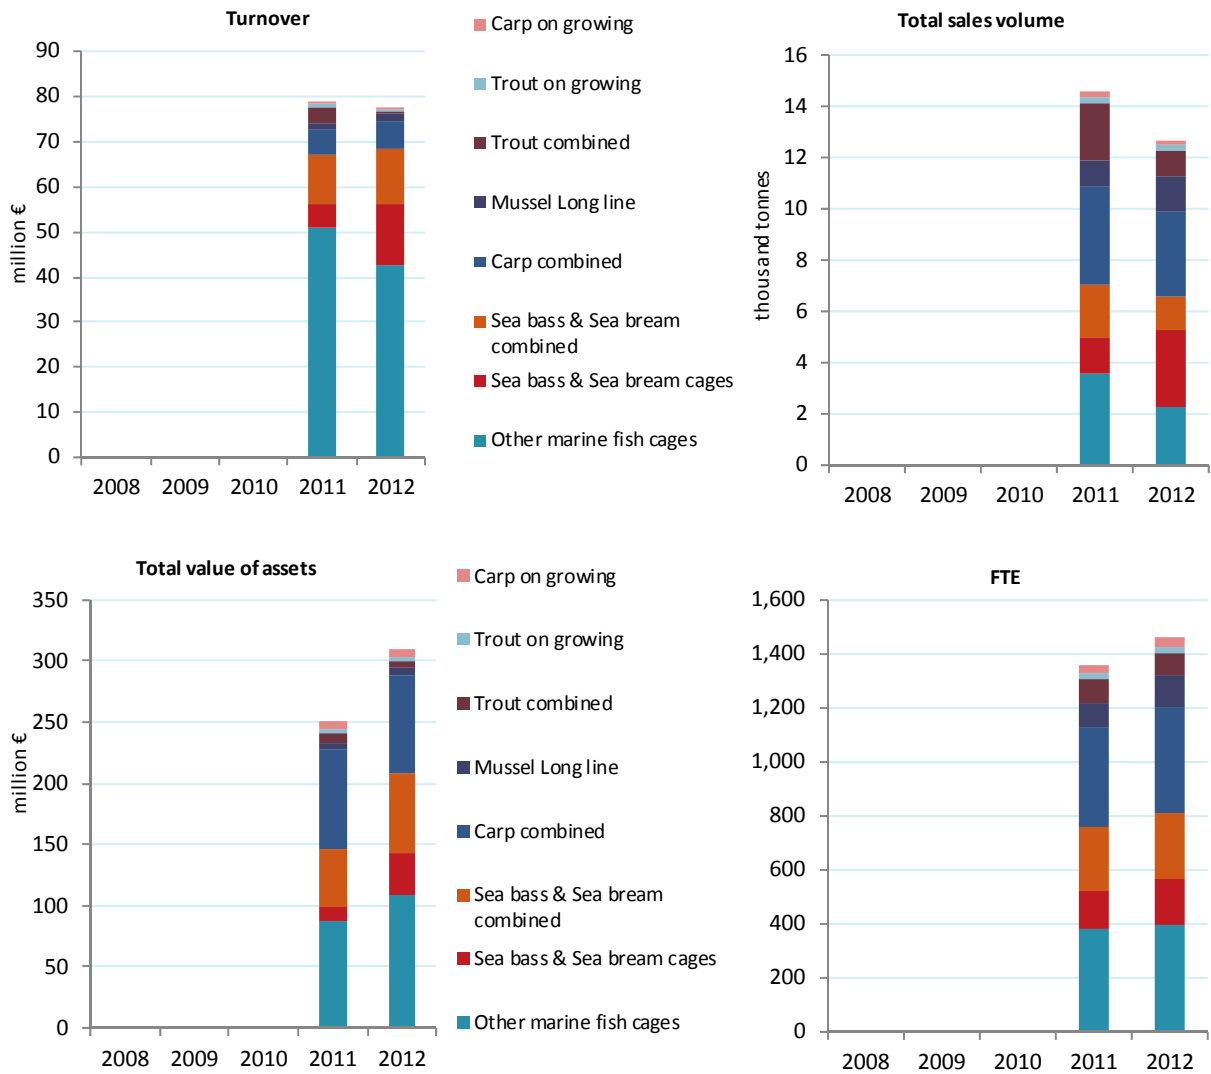 Turnover
million €
90
80
70
60
50
40
30
20
10
0
2008 2009 2010 2011 2012
Carp on growing
Trout on growing
Trout combined
Mussel Long line
Carp combined
Sea bass & Sea bream
combined
Sea bass & Sea bream cages
Other marine fish cages
Total sales volume
thousand tonnes
16
14
12
10
8
6
4
2
0
2008 2009 2010 2011 2012
Total value of assets
million €
350
300
250
200
150
100
50
0
2008 2009 2010 2011 2012
Carp on growing
Trout on growing
Trout combined
Mussel Long line
Carp combined
Sea bass & Sea bream
combined
Sea bass & Sea bream cages
Other marine fish cages
FTE
1,600
1,400
1,200
1,000
800
600
400
200
0
2008 2009 2010 2011 2012